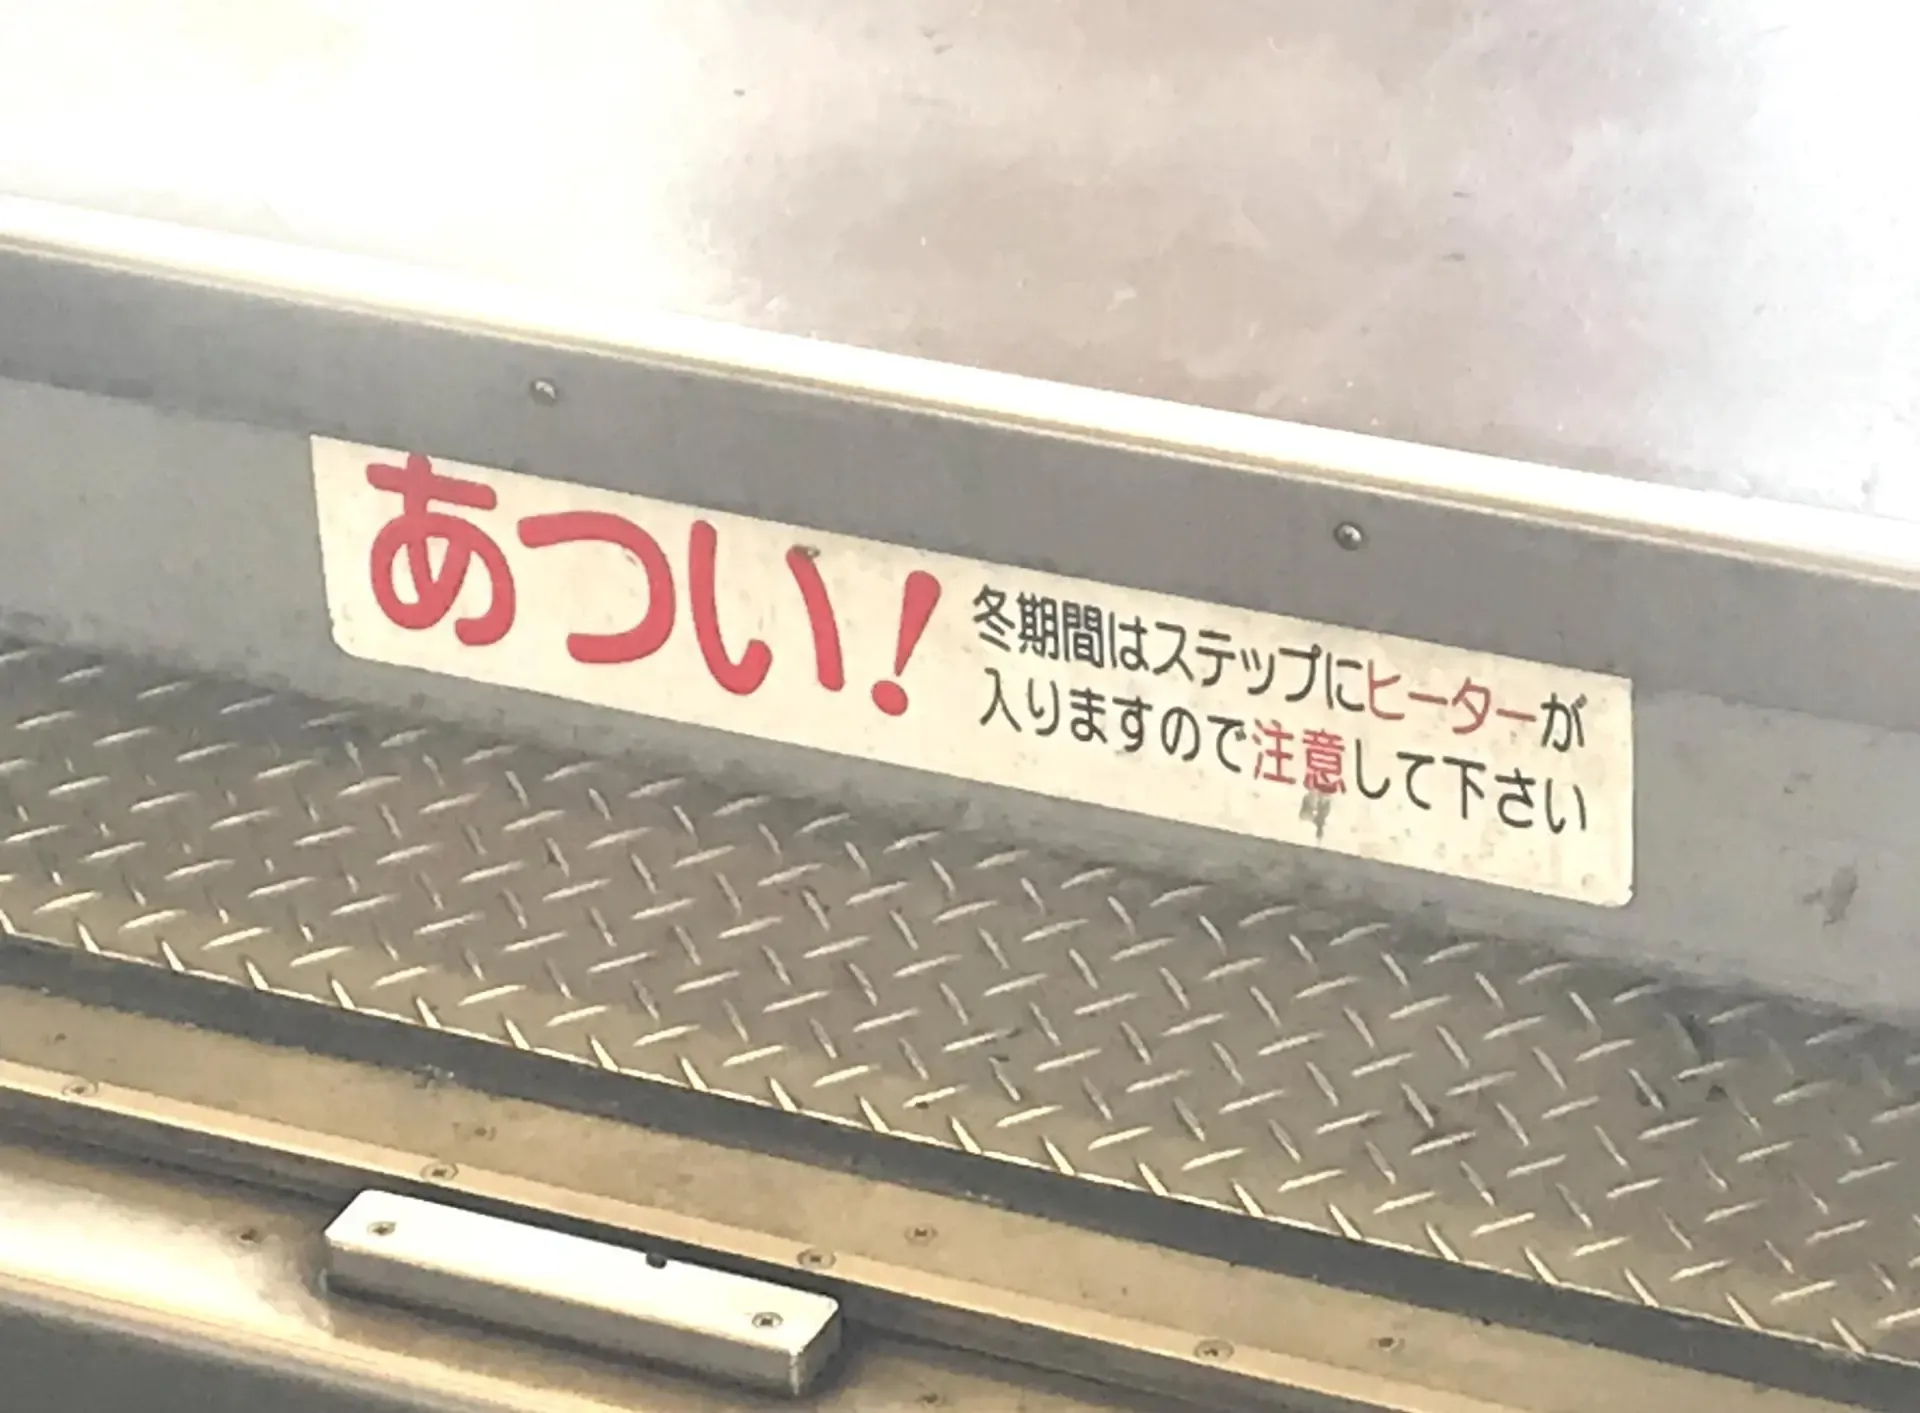 あつい!
冬期間はステップにヒーターが
入りますので注意して下さい